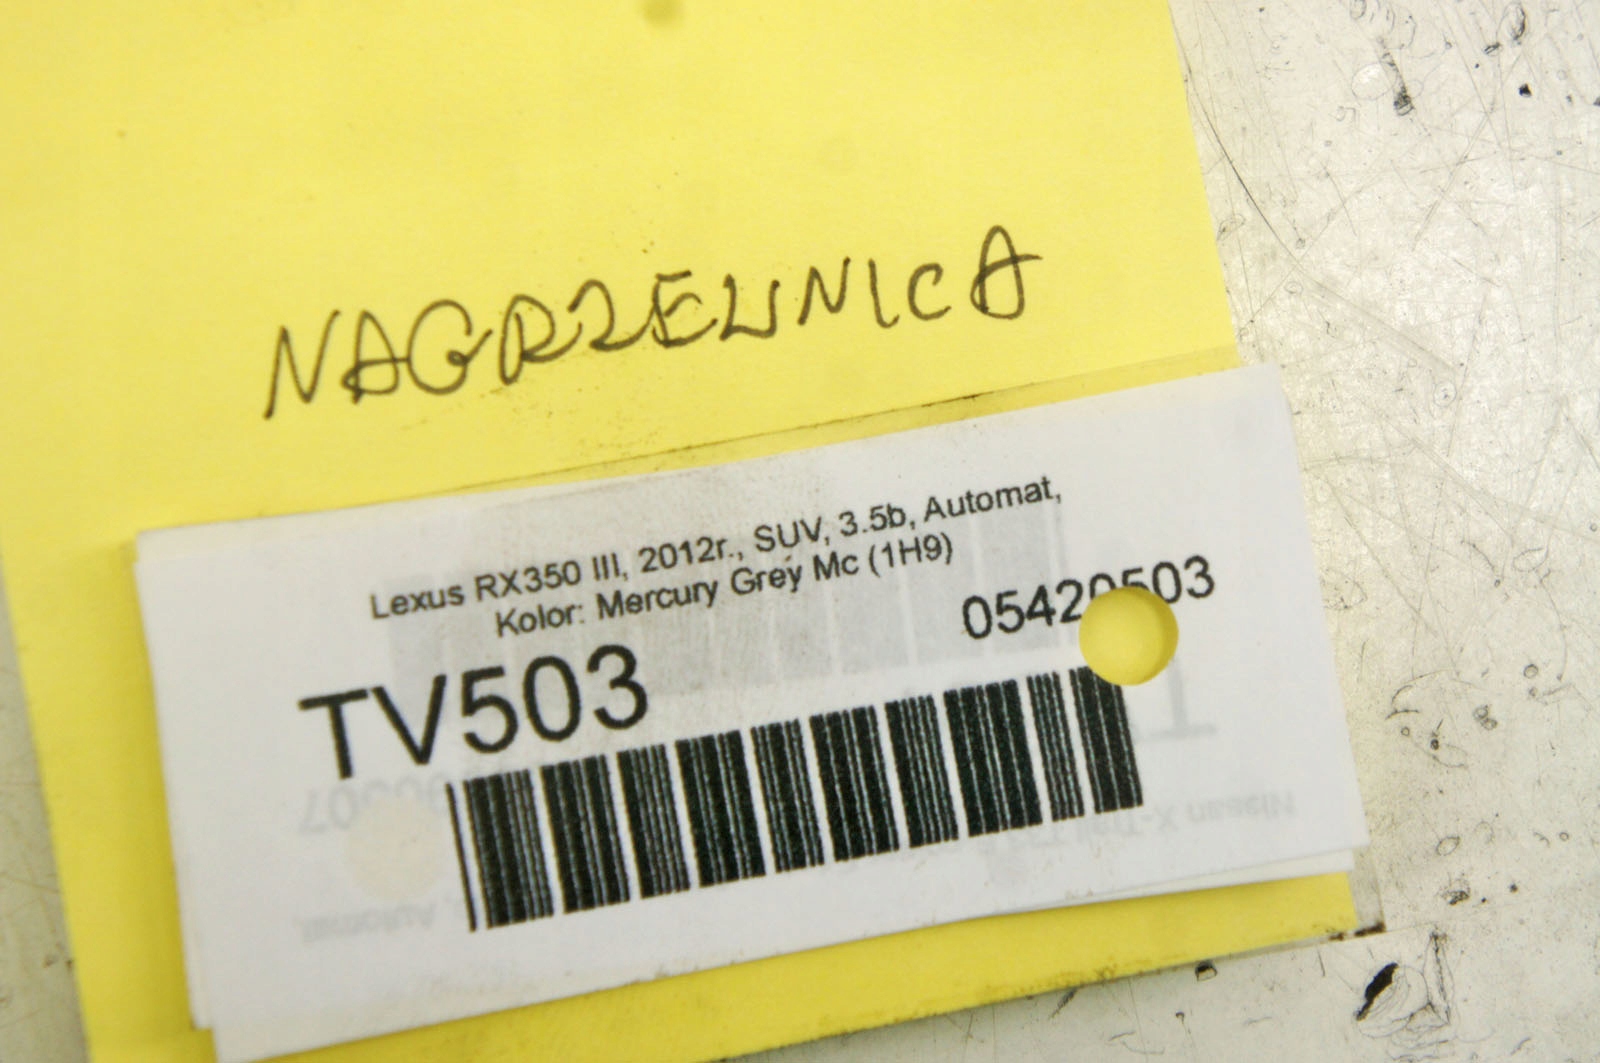 NAGRZEWNICA
Lexus RX350 III, 2012r., SUV, 3.5b, Automat,
Kolor: Mercury Grey Mc (1H9)
05420503
TV503